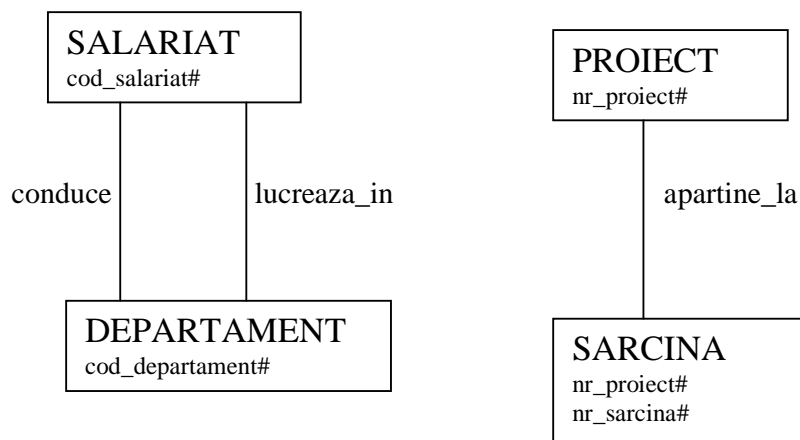 SALARIAT
cod_salariat#
conduce
lucreaza_in
DEPARTAMENT
cod_departament#
PROIECT
nr_proiect#
apartine_la
SARCINA
nr_proiect#
nr_sarcina#